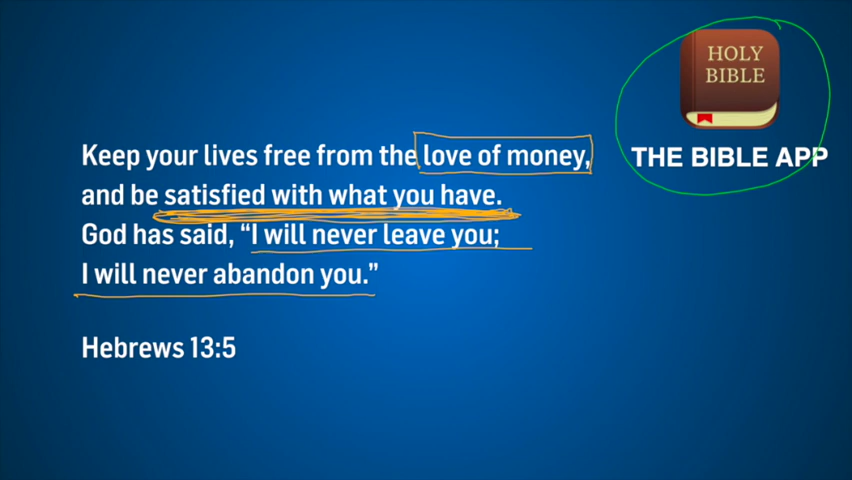 HOLY
BIBLE
THE BIBLE APP
Keep your lives free from the love of money,
and be satisfied with what you have.
God has said, “I will never leave you;
I will never abandon you.”
Hebrews 13:5